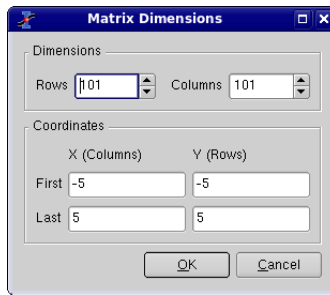 Matrix Dimensions
Dimensions
Rows 101 Columns 101
Coordinates
X (Columns) Y (Rows)
First -5 -5
Last 5 5
OK Cancel